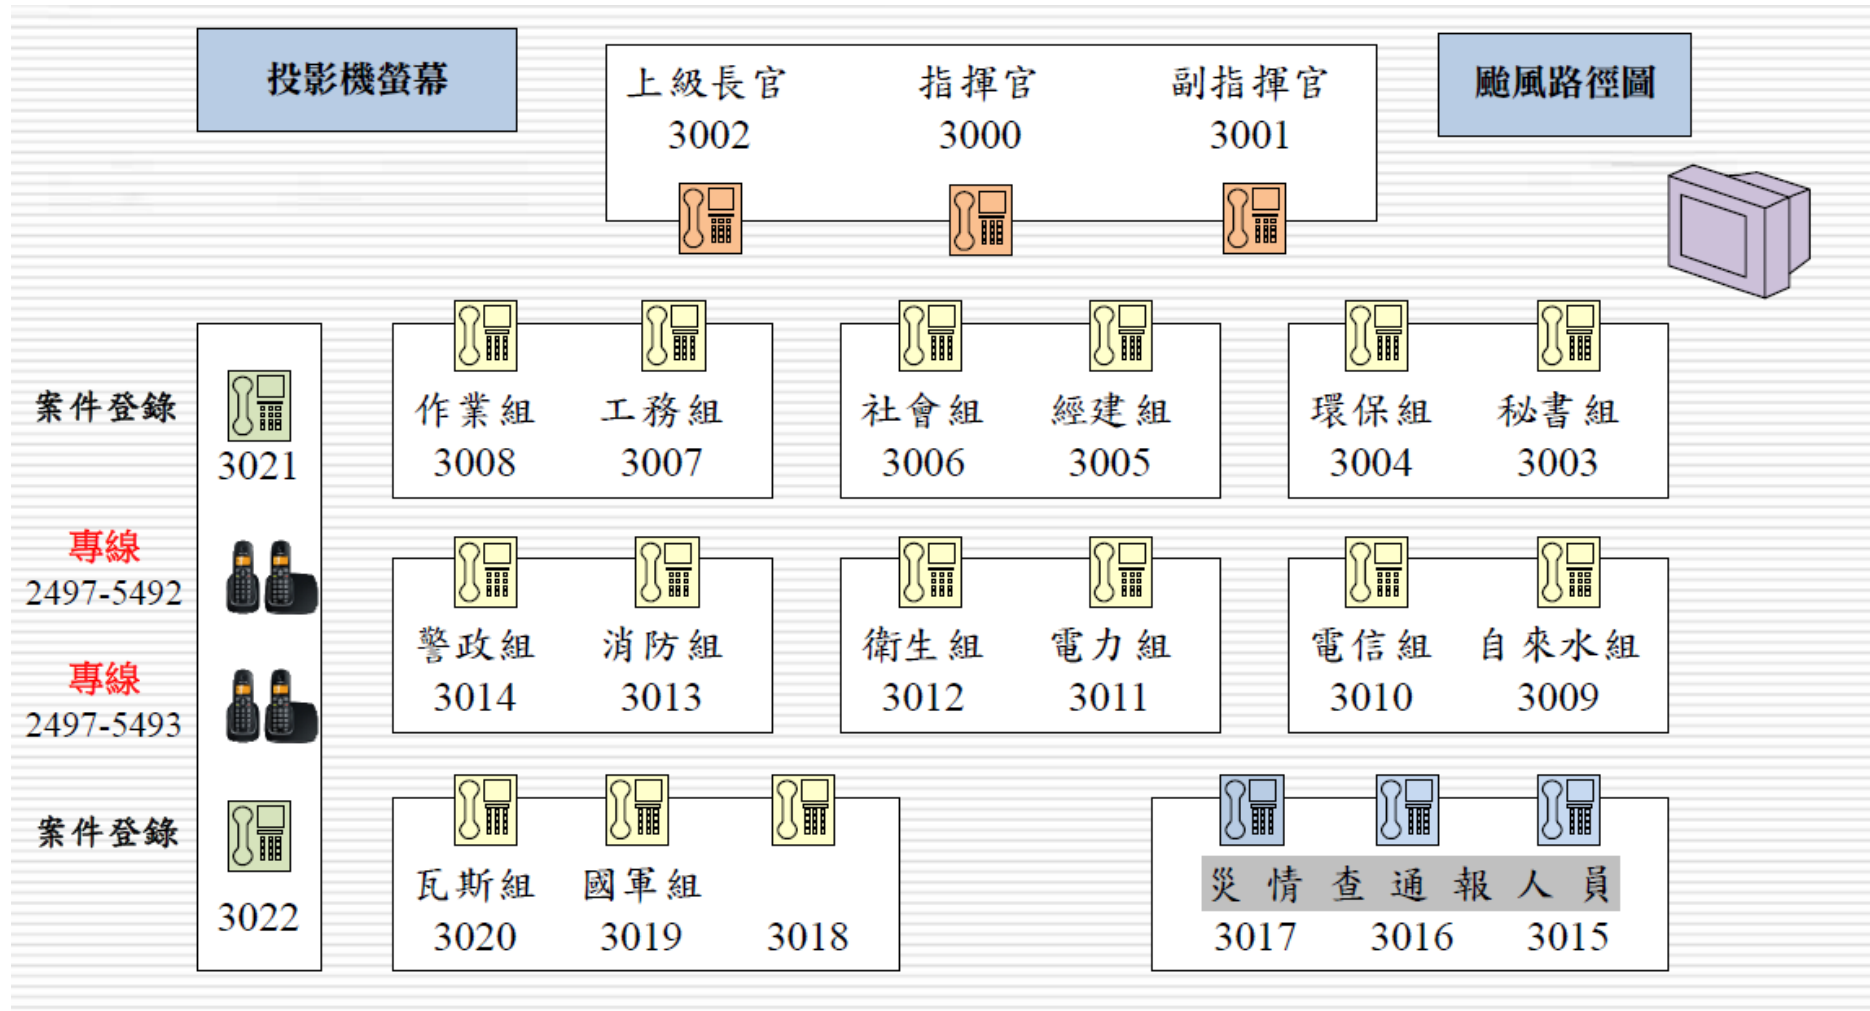 投影機螢幕
上級長官 指揮官 副指揮官
3002 3000 3001
颱風路徑圖
案件登錄
3021
專線
2497-5492
專線
2497-5493
案件登錄
3022
作業組 工務組
3008 3007
社會組 經建組
3006 3005
環保組 秘書組
3004 3003
警政組 消防組
3014 3013
衛生組 電力組
3012 3011
電信組 自來水組
3010 3009
瓦斯組 國軍組
3020 3019 3018
災情查通報人員
3017 3016 3015